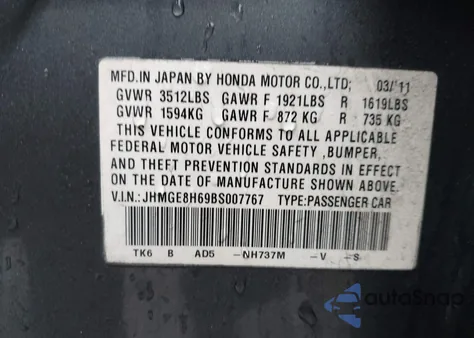 MFD.IN JAPAN BY HONDA MOTOR CO.,LTD; 03/'11
GVWR 3512LBS GAWR F 1921LBS R 1619LBS
GVWR 1594KG GAWR F 872 KG R 735 KG
THIS VEHICLE CONFORMS TO ALL APPLICABLE
FEDERAL MOTOR VEHICLE SAFETY ,BUMPER,
AND THEFT PREVENTION STANDARDS IN EFFECT
ON THE DATE OF MANUFACTURE SHOWN ABOVE.
V.I.N.:JHMGE8H69BS007767 TYPE:PASSENGER CAR
TK6 B AD5 -NH737M -V -S
autoSnap